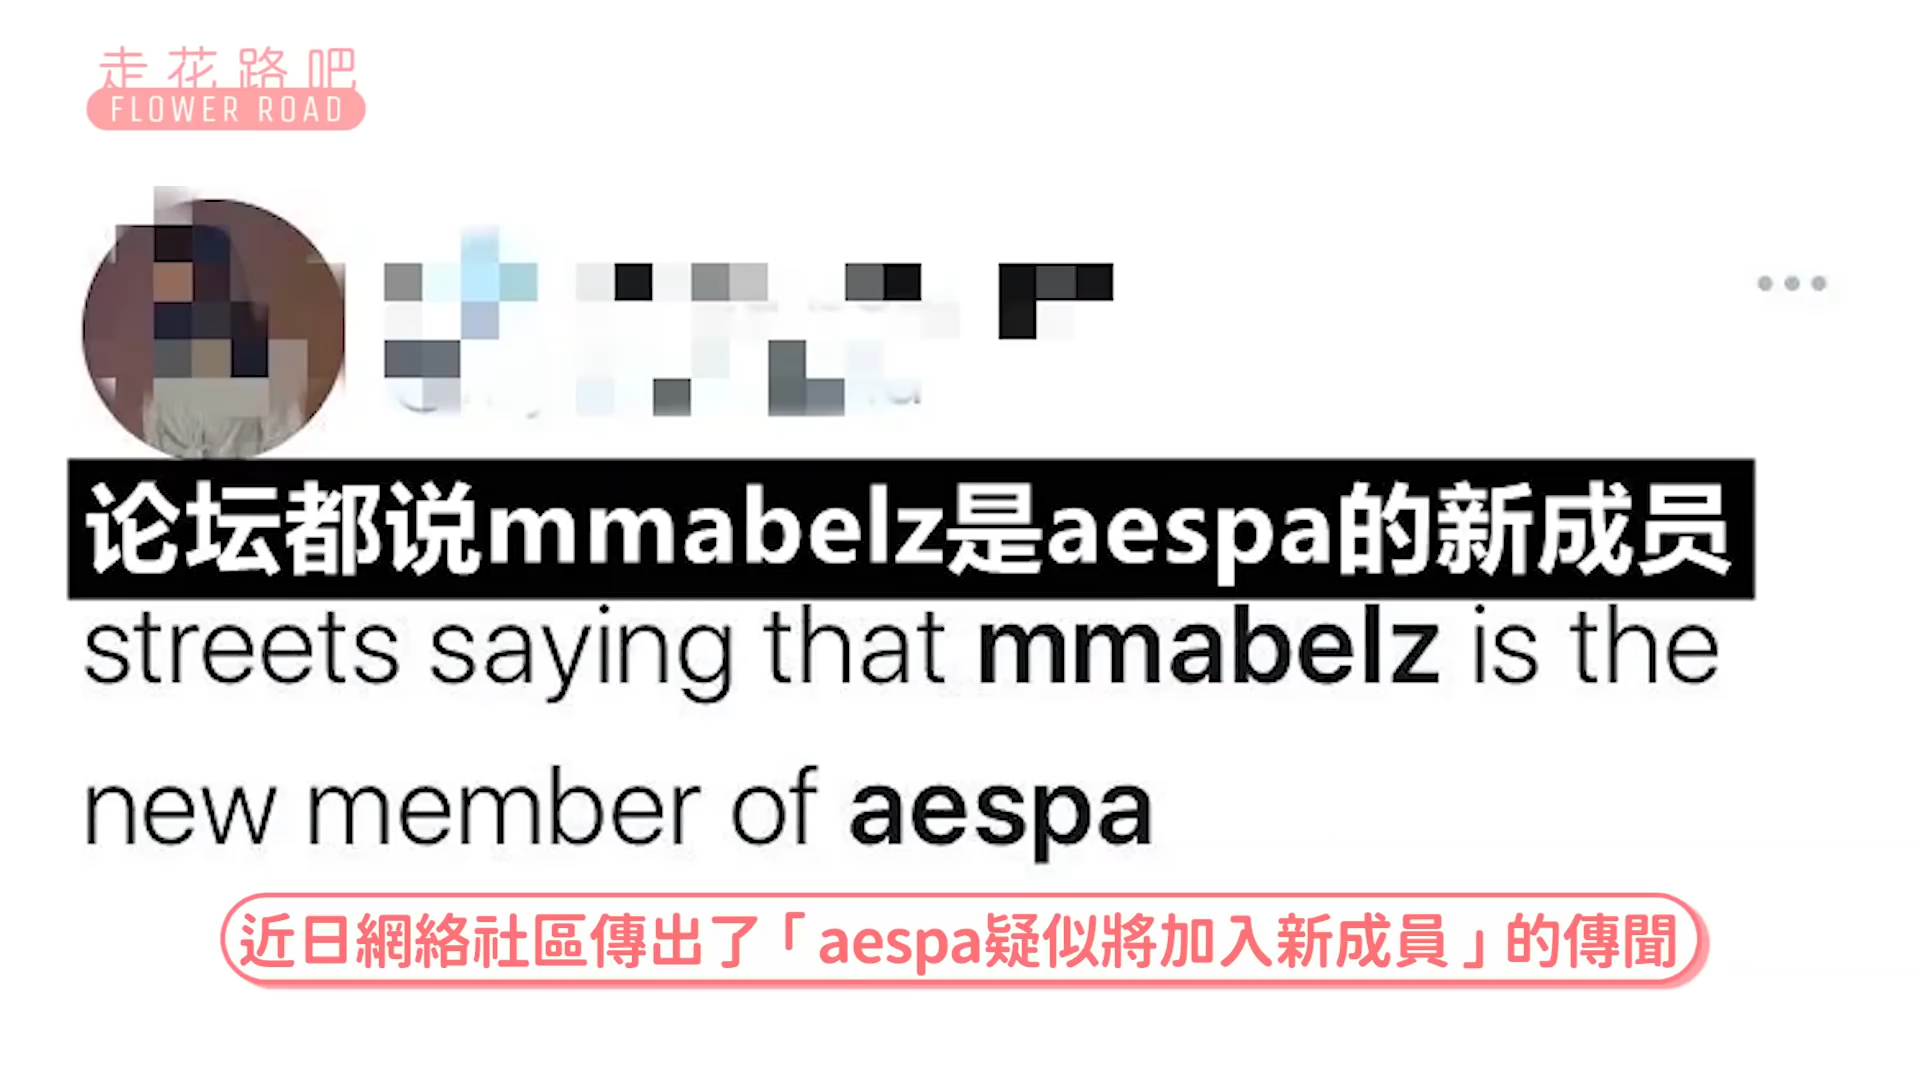 走花路吧
FLOWER ROAD
论坛都说mmabelz是aespa的新成员
streets saying that mmabelz is the
new member of aespa
近日網絡社區傳出了「aespa疑似將加入新成員」的傳聞